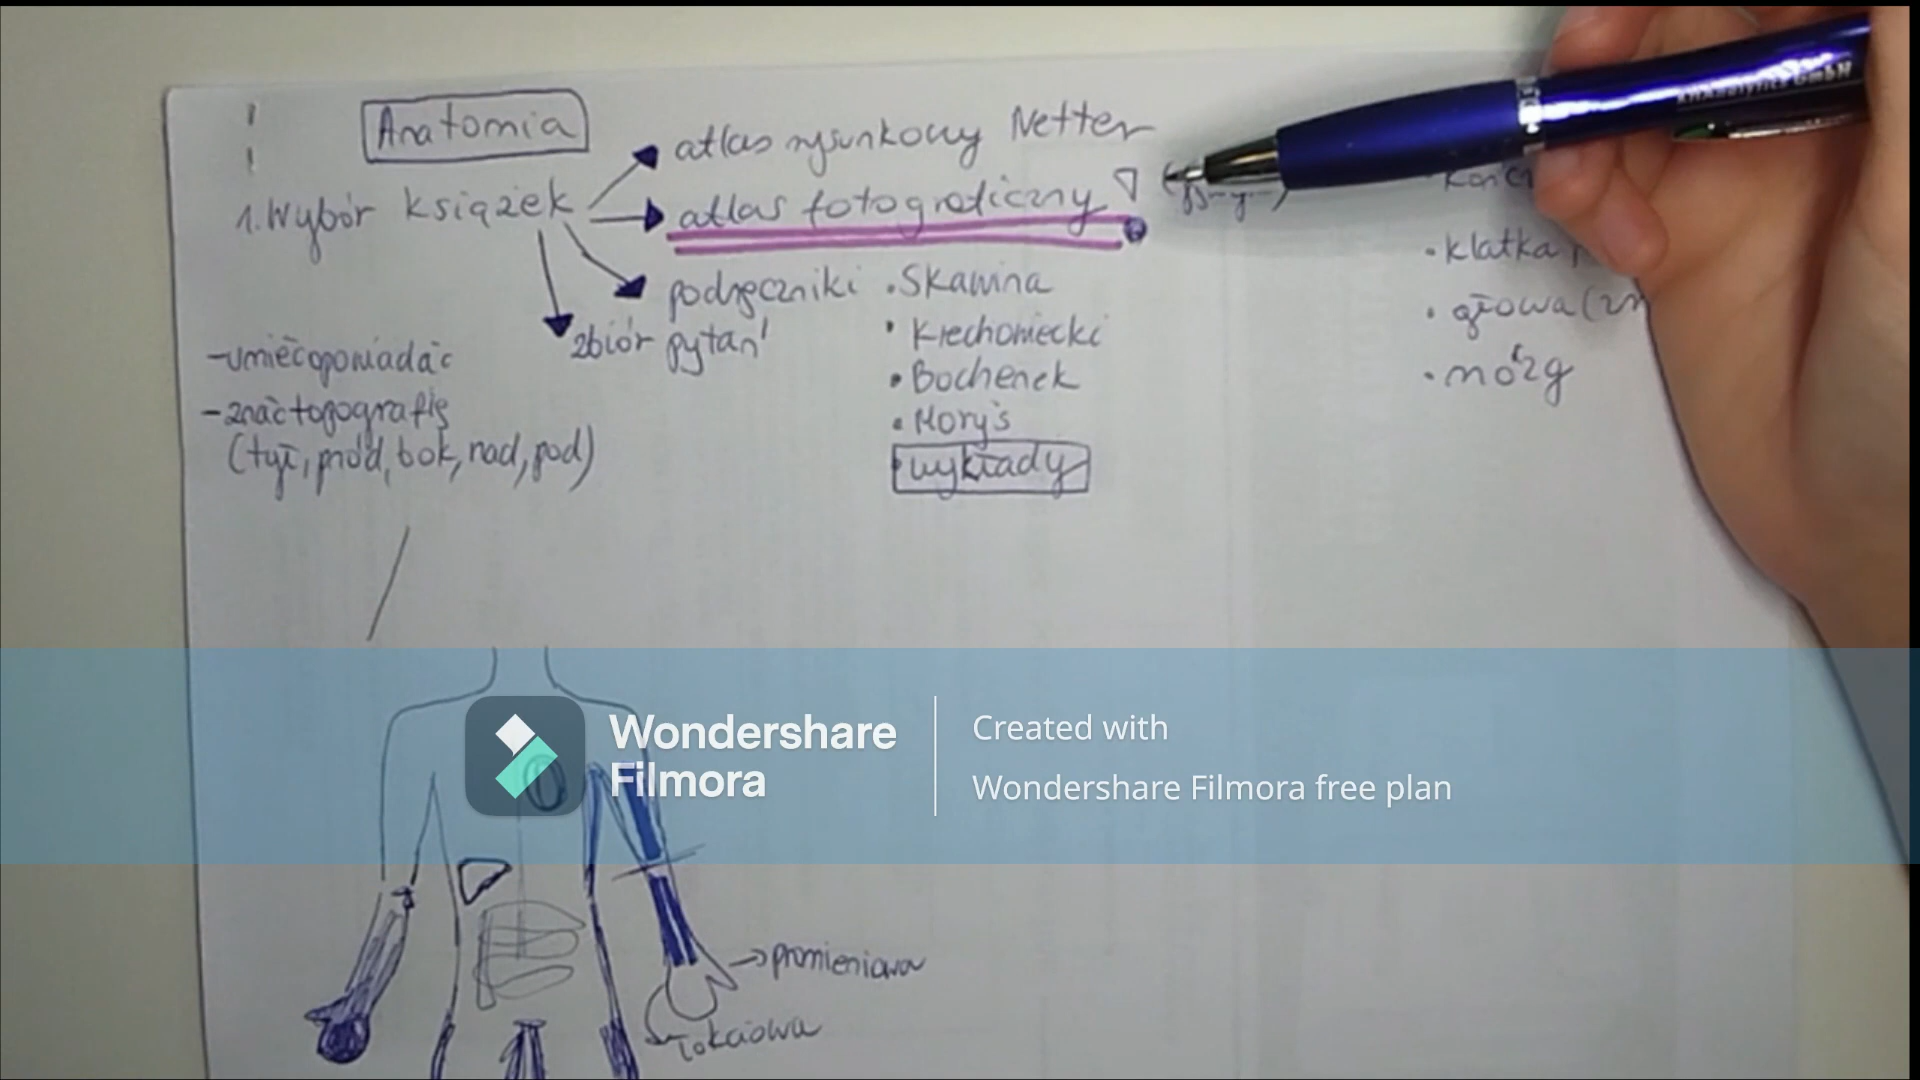 Anatomia
atlas rysunkowy Netter
1. Wybór książek
atlas fotograficzny
podręczniki
• Skawina
• Krechowiecki
• Bochenek
• Moryś
• wykłady
zbiór pytań
- umieć opowiadać
- znać topografię
(tył, przód, bok, nad, pod)
• klatka
• głowa
• mózg
Wondershare
Filmora
Created with
Wondershare Filmora free plan
→ promieniowa
→ łokciowa